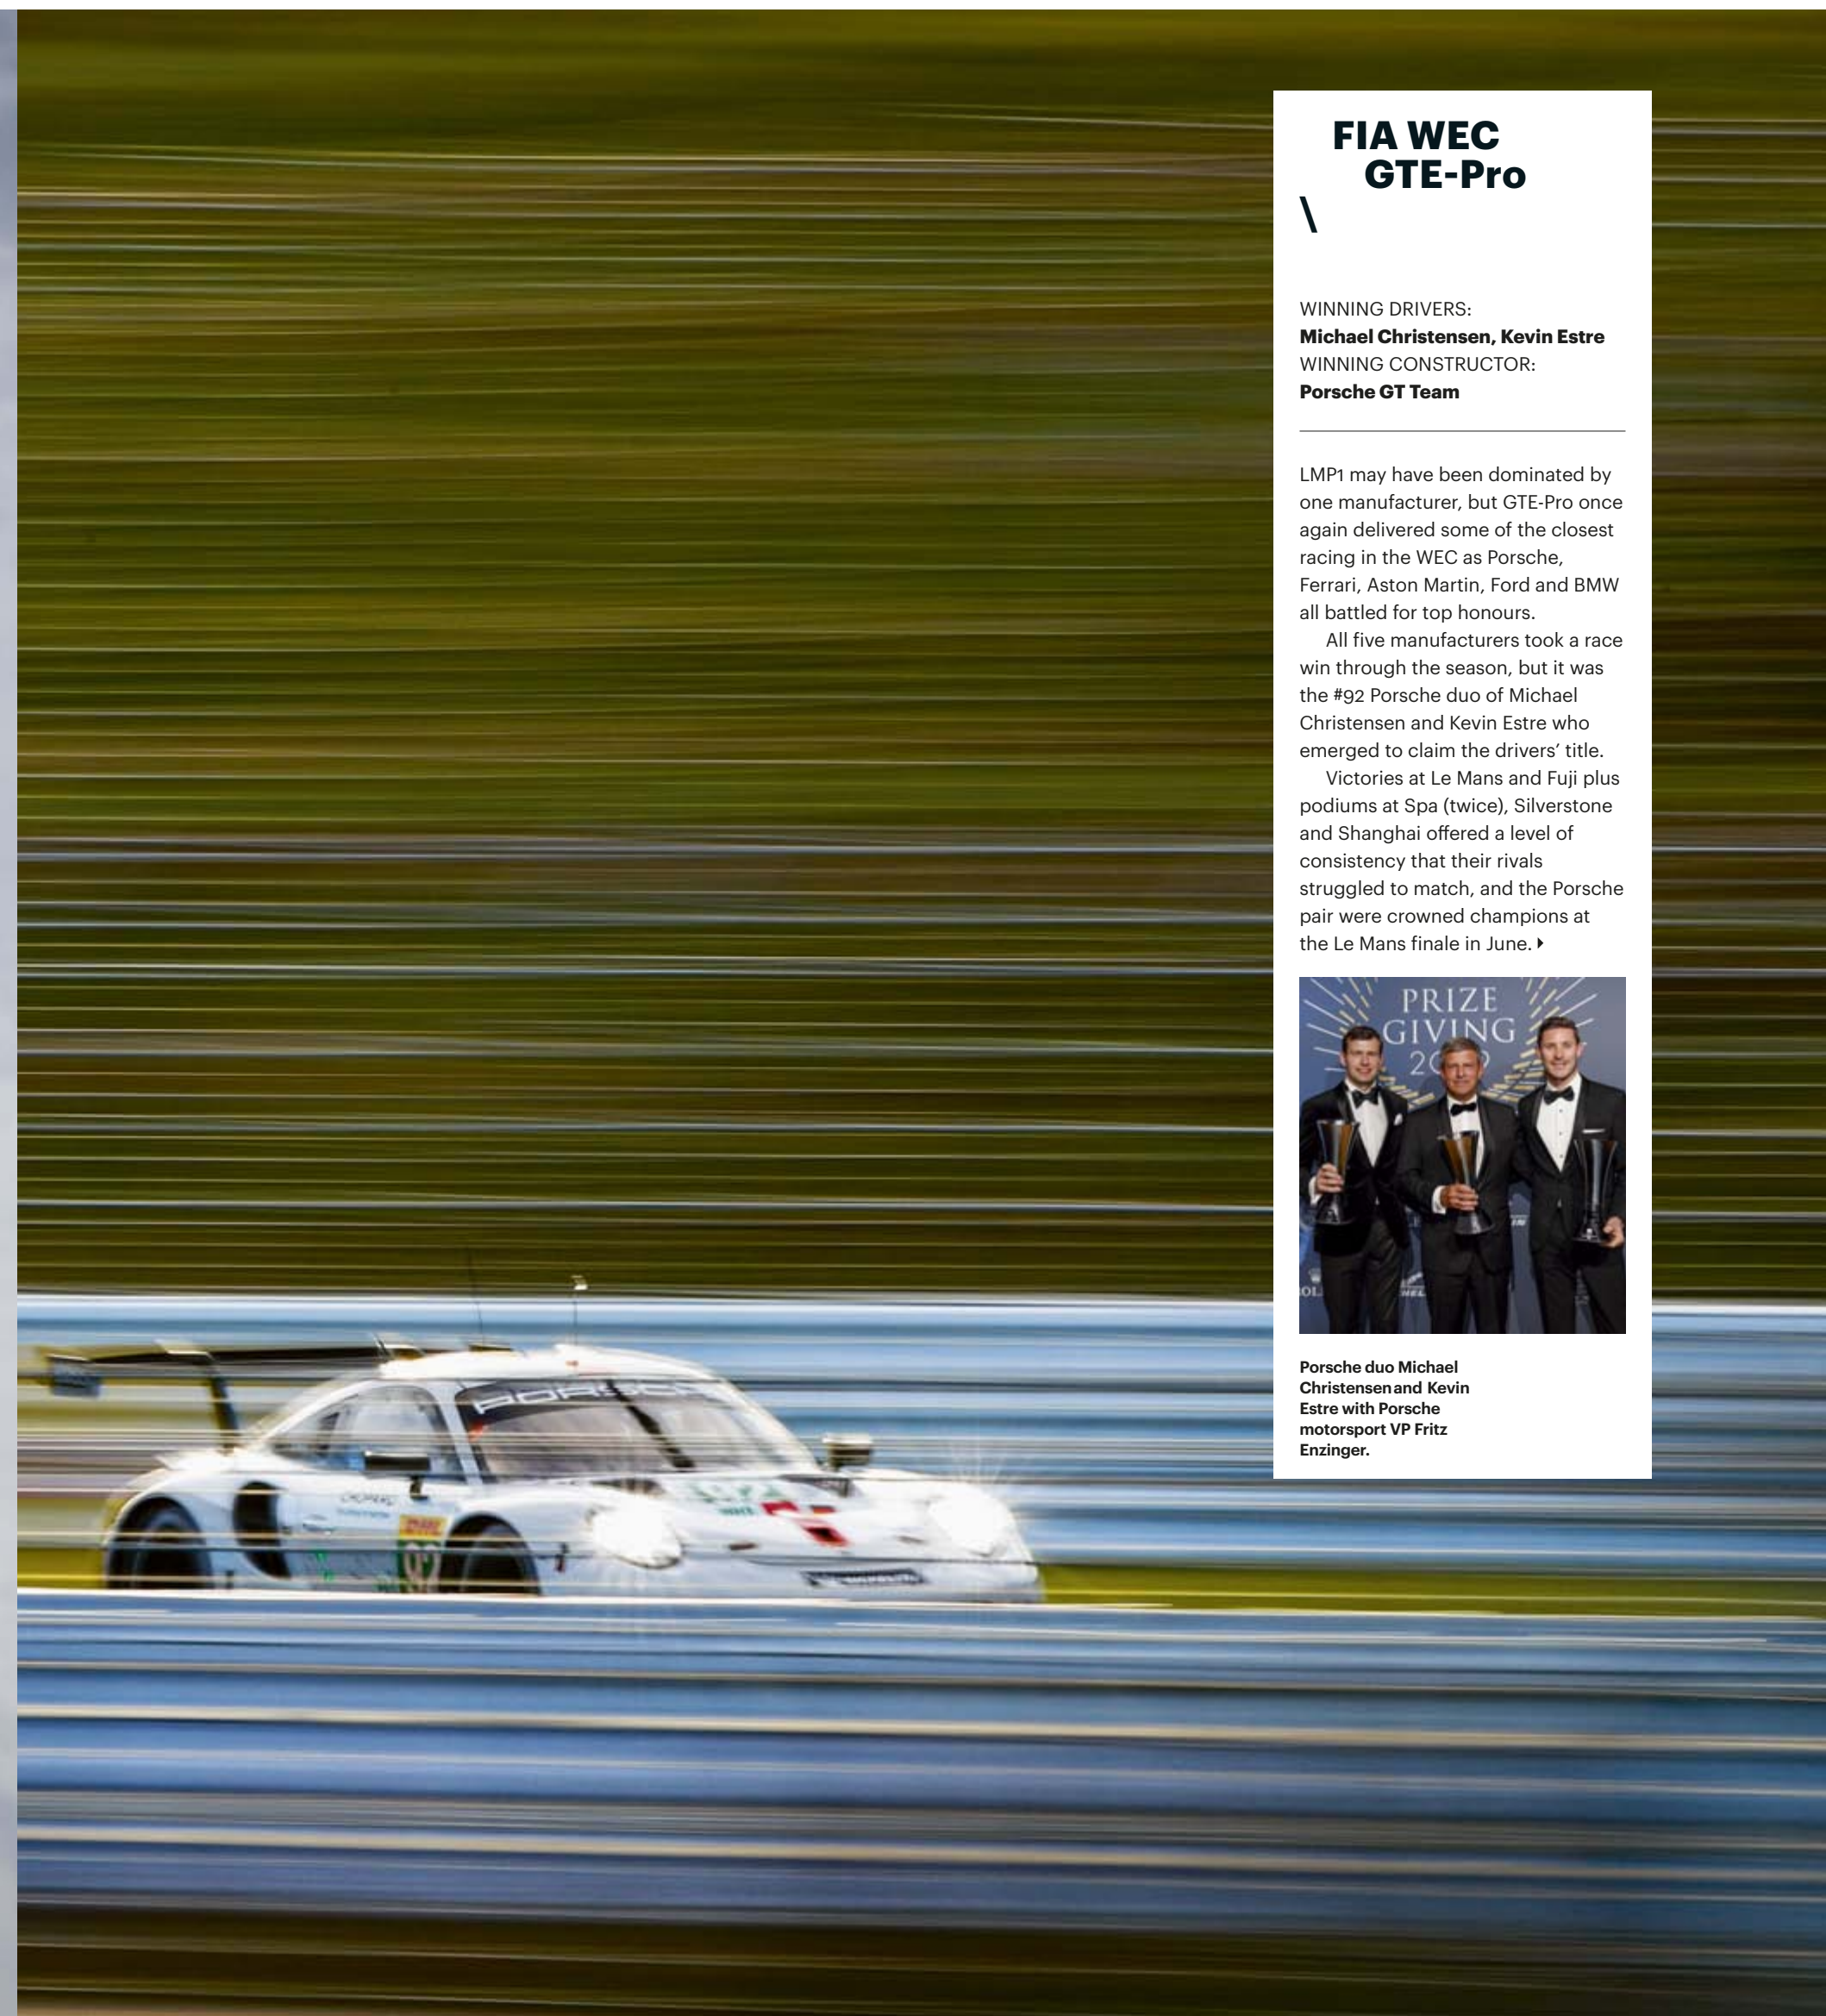 FIA WEC
GTE-Pro
\
WINNING DRIVERS:
Michael Christensen, Kevin Estre
WINNING CONSTRUCTOR:
Porsche GT Team
LMP1 may have been dominated by
one manufacturer, but GTE-Pro once
again delivered some of the closest
racing in the WEC as Porsche,
Ferrari, Aston Martin, Ford and BMW
all battled for top honours.
All five manufacturers took a race
win through the season, but it was
the #92 Porsche duo of Michael
Christensen and Kevin Estre who
emerged to claim the drivers’ title.
Victories at Le Mans and Fuji plus
podiums at Spa (twice), Silverstone
and Shanghai offered a level of
consistency that their rivals
struggled to match, and the Porsche
pair were crowned champions at
the Le Mans finale in June.
PRIZE
GIVING
Porsche duo Michael
Christensen and Kevin
Estre with Porsche
motorsport VP Fritz
Enzinger.
PORSCHE
CHOPARD
92